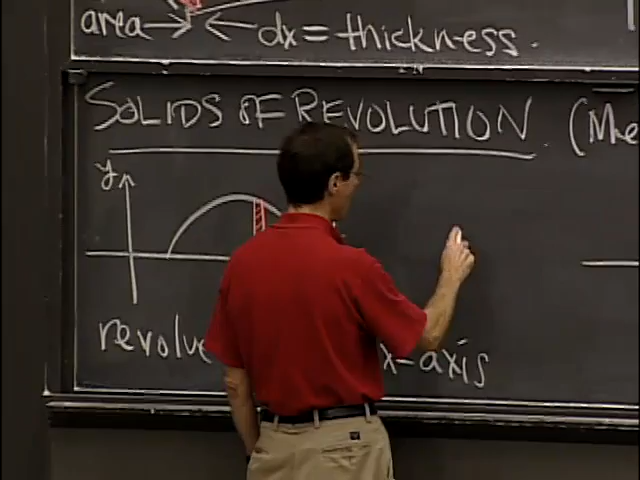 area → ← dx = thickness.
SOLIDS OF REVOLUTION (Me
y
revolve
x-axis